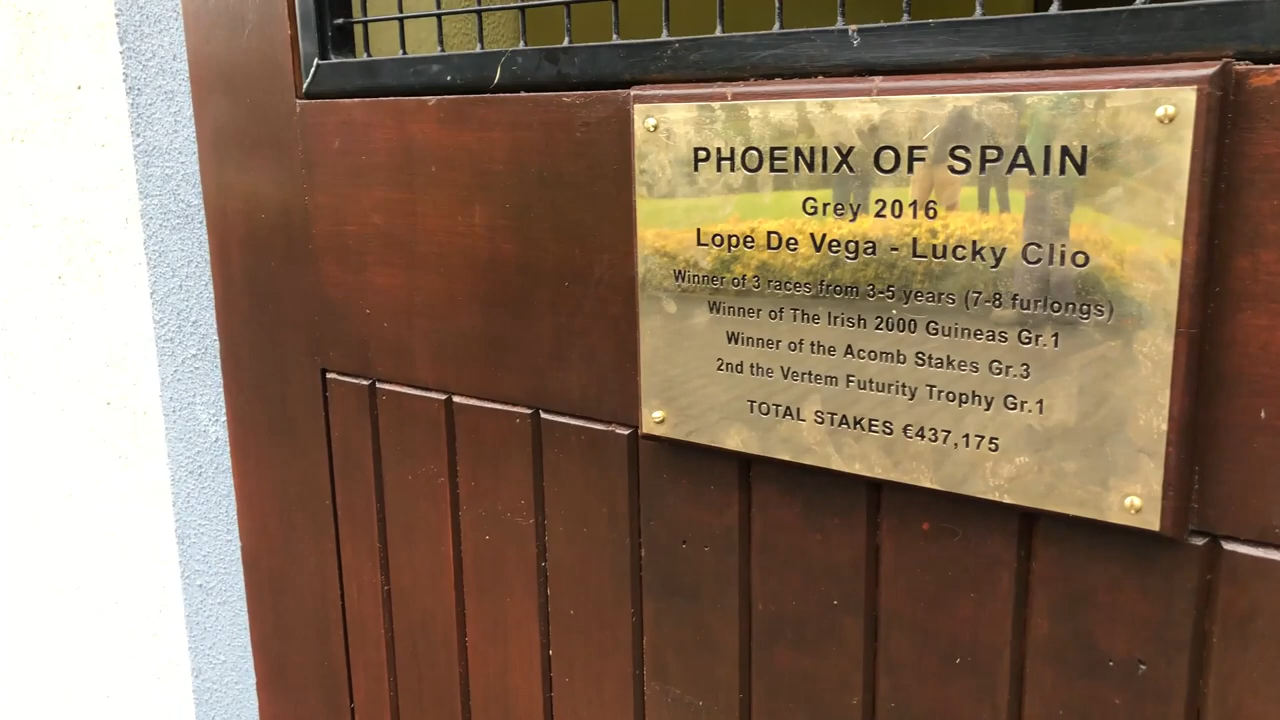 PHOENIX OF SPAIN
Grey 2016
Lope De Vega - Lucky Clio
Winner of 3 races from 3-5 years (7-8 furlongs)
Winner of The Irish 2000 Guineas Gr.1
Winner of the Acomb Stakes Gr.3
2nd the Vertem Futurity Trophy Gr.1
TOTAL STAKES €437,175